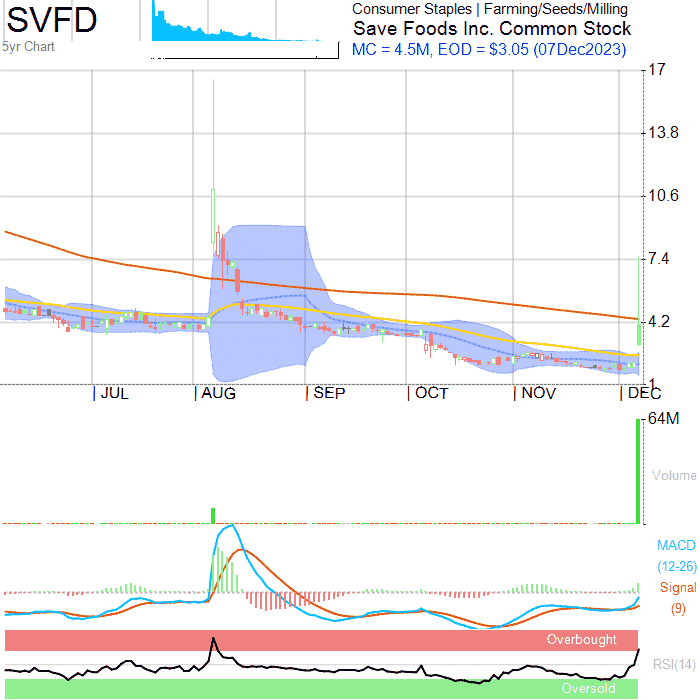 SVFD
5yr Chart
Consumer Staples | Farming/Seeds/Milling
Save Foods Inc. Common Stock
MC = 4.5M, EOD = $3.05 (07Dec2023)
17
13.8
10.6
7.4
4.2
1
JUL
AUG
SEP
OCT
NOV
DEC
64M
Volume
MACD
(12-26)
Signal
(9)
Overbought
RSI(14)
Oversold